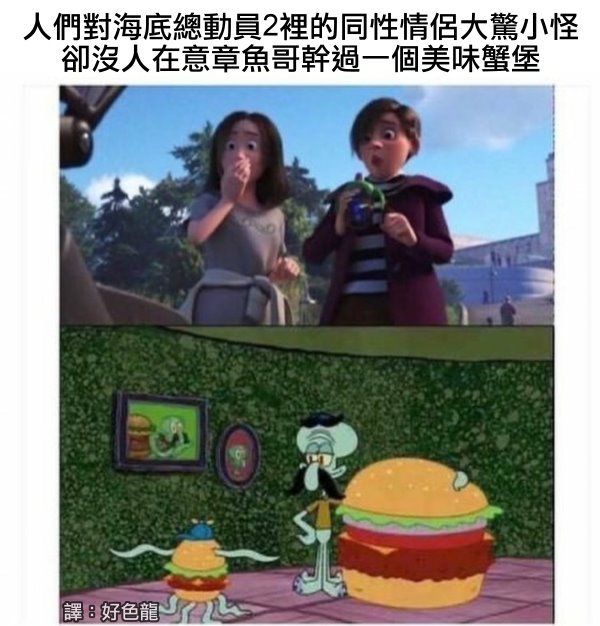 人們對海底總動員2裡的同性情侶大驚小怪
卻沒人在意章魚哥幹過一個美味蟹堡
譯：好色龍